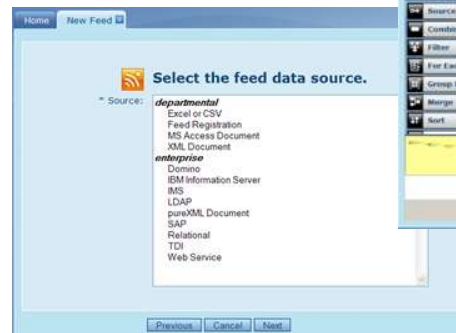 Home New Feed
Select the feed data source.
* Source:
departmental
Excel or CSV
Feed Registration
MS Access Document
XML Document
enterprise
Domino
IBM Information Server
IMS
LDAP
pureXML Document
SAP
Relational
TDI
Web Service
Previous Cancel Next
Source
Combin
Filter
For Eac
Group
Merge
Sort